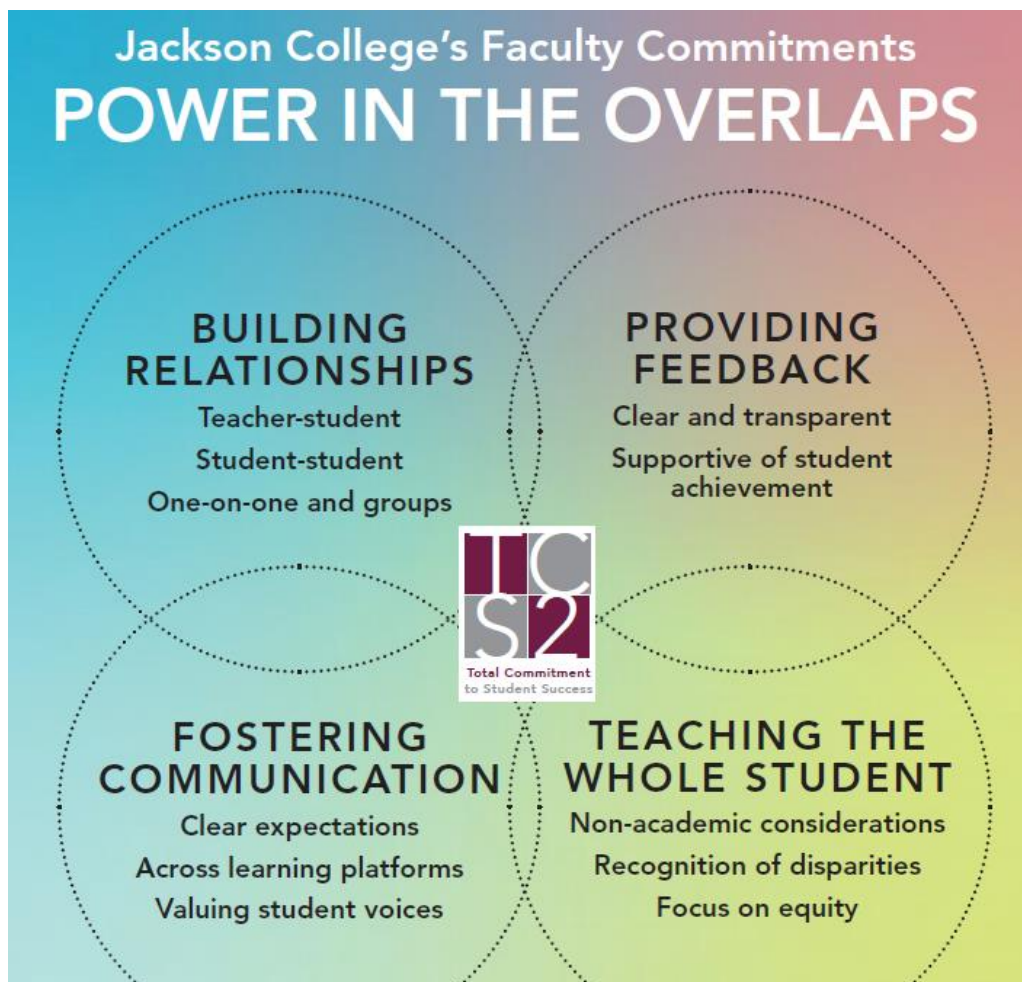 Jackson College's Faculty Commitments
POWER IN THE OVERLAPS
BUILDING
RELATIONSHIPS
Teacher-student
Student-student
One-on-one and groups
PROVIDING
FEEDBACK
Clear and transparent
Supportive of student
achievement
TC
S2
Total Commitment
to Student Success
FOSTERING
COMMUNICATION
Clear expectations
Across learning platforms
Valuing student voices
TEACHING THE
WHOLE STUDENT
Non-academic considerations
Recognition of disparities
Focus on equity